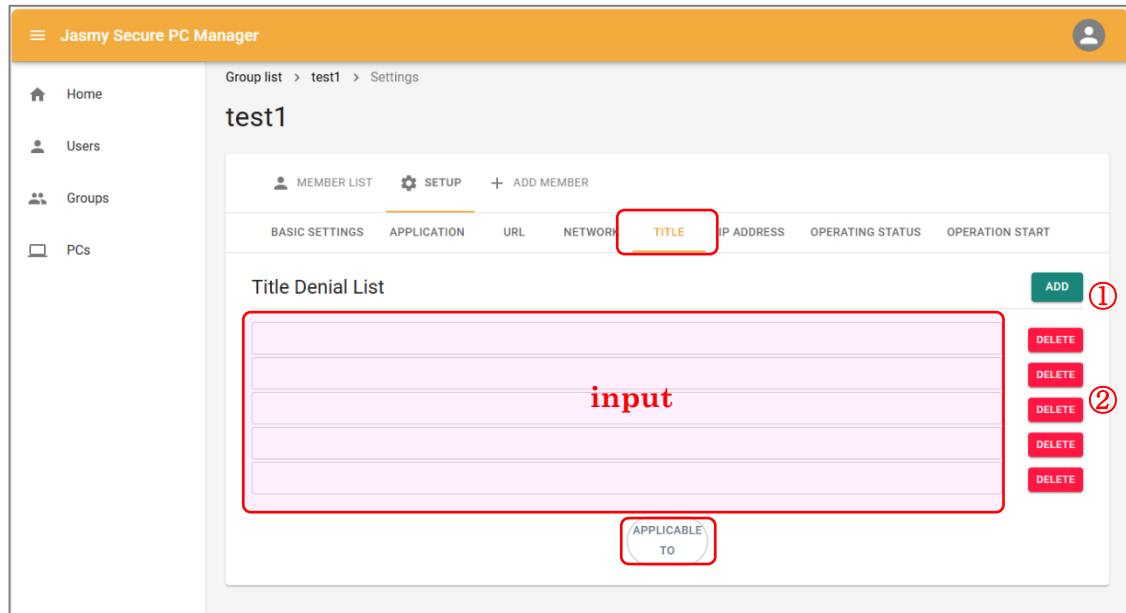 Jasmy Secure PC Manager
Home
Users
Groups
PCs
Group list > test1 > Settings
test1
MEMBER LIST SETUP + ADD MEMBER
BASIC SETTINGS APPLICATION URL NETWORK TITLE IP ADDRESS OPERATING STATUS OPERATION START
Title Denial List
ADD ①
DELETE
DELETE
input
DELETE ②
DELETE
DELETE
APPLICABLE
TO